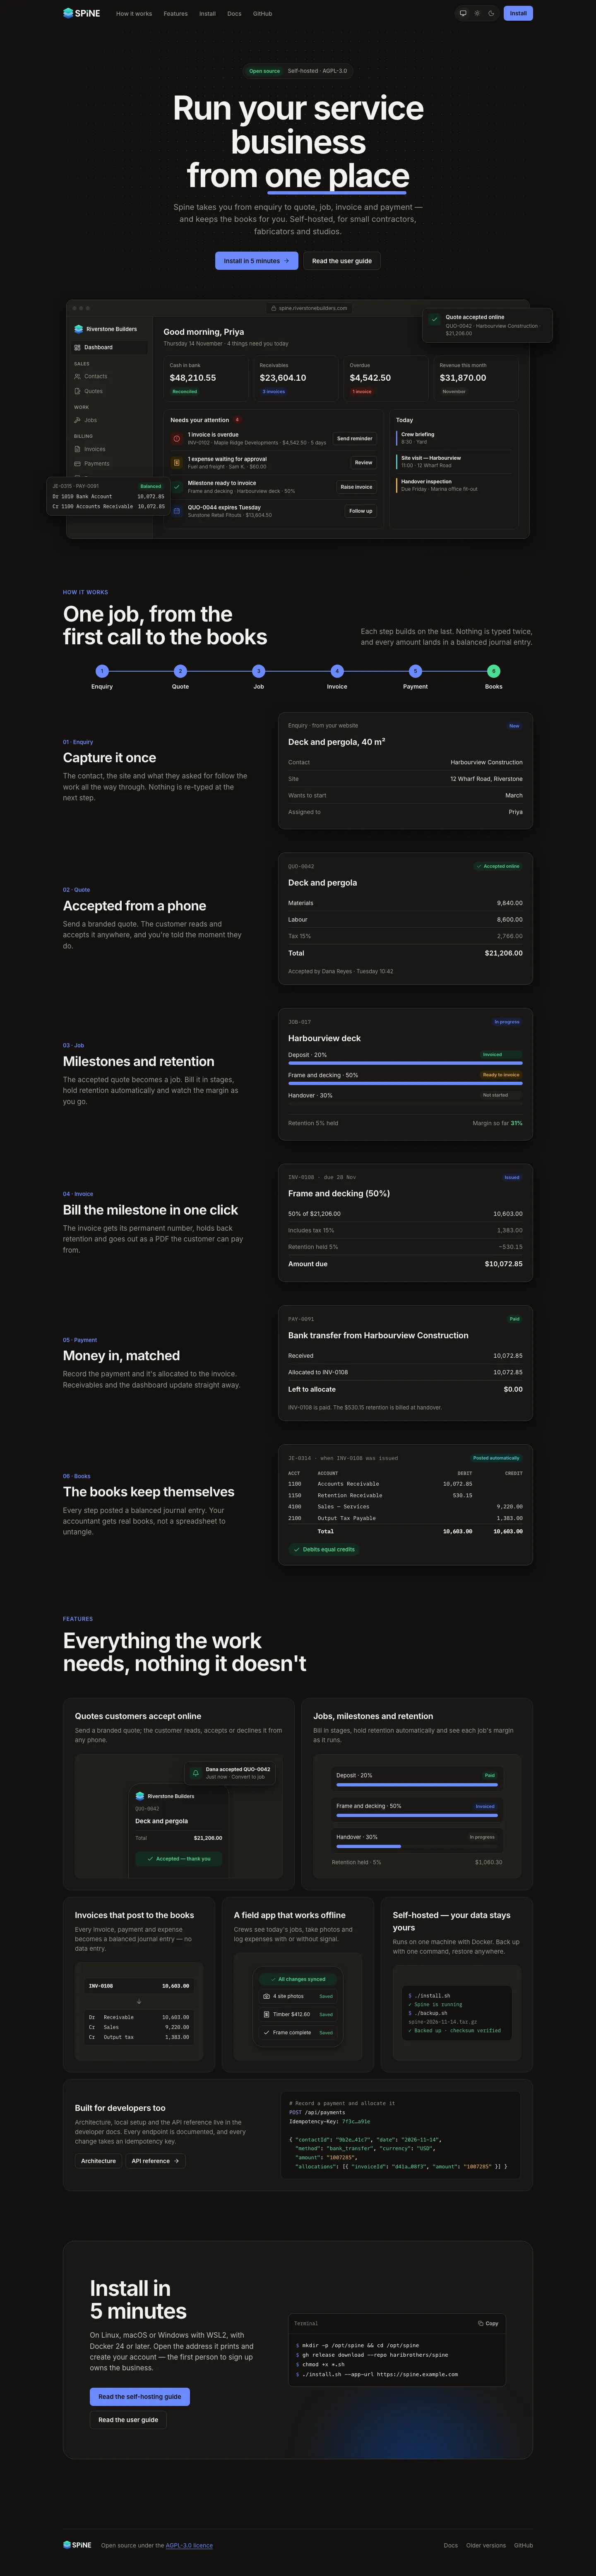 SPiNE How it works Features Install Docs GitHub Install
Open source Self-hosted · AGPL-3.0
Run your service
business
from one place
Spine takes you from enquiry to quote, job, invoice and payment —
and keeps the books for you. Self-hosted, for small contractors,
fabricators and studios.
Install in 5 minutes → Read the user guide
spine.riverstonebuilders.com
Quote accepted online
QUO-0042 · Harbourview Construction ·
$21,206.00
Riverstone Builders
Dashboard
SALES
Contacts
Quotes
WORK
Jobs
BILLING
Invoices
Payments
Good morning, Priya
Thursday 14 November · 4 things need you today
Cash in bank
$48,210.55
Reconciled
Receivables
$23,604.10
3 invoices
Overdue
$4,542.50
1 invoice
Revenue this month
$31,870.00
November
Needs your attention 4
1 invoice is overdue
INV-0102 · Maple Ridge Developments · $4,542.50 · 5 days
Send reminder
1 expense waiting for approval
Fuel and freight · Sam K. · $80.00
Review
Milestone ready to invoice
Frame and decking · Harbourview deck · 50%
Raise invoice
QUO-0044 expires Tuesday
Sunstone Retail Fitouts · $13,604.50
Follow up
Today
Crew briefing
6:30 · Yard
Site visit — Harbourview
11:00 · 12 Wharf Road
Handover inspection
Due Friday · Marina office fit-out
JE-0315 · PAY-0091 Balanced
Dr 1010 Bank Account 10,072.85
Cr 1100 Accounts Receivable 10,072.85
HOW IT WORKS
One job, from the
first call to the books
Each step builds on the last. Nothing is typed twice,
and every amount lands in a balanced journal entry.
1 2 3 4 5 6
Enquiry Quote Job Invoice Payment Books
01 · Enquiry
Capture it once
The contact, the site and what they asked for follow the
work all the way through. Nothing is re-typed at the
next step.
Enquiry · from your website New
Deck and pergola, 40 m²
Contact Harbourview Construction
Site 12 Wharf Road, Riverstone
Wants to start March
Assigned to Priya
02 · Quote
Accepted from a phone
Send a branded quote. The customer reads and
accepts it anywhere, and you're told the moment they
do.
QUO-0042 Accepted online
Deck and pergola
Materials 9,840.00
Labour 8,600.00
Tax 15% 2,766.00
Total $21,206.00
Accepted by Dana Reyes · Tuesday 10:42
03 · Job
Milestones and retention
The accepted quote becomes a job. Bill it in stages,
hold retention automatically and watch the margin as
you go.
JOB-017 In progress
Harbourview deck
Deposit · 20% Invoiced
Frame and decking · 50% Ready to invoice
Handover · 30% Not started
Retention 5% held Margin so far 31%
04 · Invoice
Bill the milestone in one click
The invoice gets its permanent number, holds back
retention and goes out as a PDF the customer can pay
from.
INV-0108 · due 28 Nov Issued
Frame and decking (50%)
50% of $21,206.00 10,603.00
Includes tax 15% 1,383.00
Retention held 5% −530.15
Amount due $10,072.85
05 · Payment
Money in, matched
Record the payment and it's allocated to the invoice.
Receivables and the dashboard update straight away.
PAY-0091 Paid
Bank transfer from Harbourview Construction
Received 10,072.85
Allocated to INV-0108 10,072.85
Left to allocate $0.00
INV-0108 is paid. The $530.15 retention is billed at handover.
06 · Books
The books keep themselves
Every step posted a balanced journal entry. Your
accountant gets real books, not a spreadsheet to
untangle.
JE-0314 · when INV-0108 was issued Posted automatically
ACCT ACCOUNT DEBIT CREDIT
1100 Accounts Receivable 10,072.85
1150 Retention Receivable 530.15
4100 Sales — Services 9,220.00
2100 Output Tax Payable 1,383.00
Total 10,603.00 10,603.00
Debits equal credits
FEATURES
Everything the work
needs, nothing it doesn't
Quotes customers accept online
Send a branded quote; the customer reads, accepts or declines it from
any phone.
Dana accepted QUO-0042
Just now · Convert to job
Riverstone Builders
QUO-0042
Deck and pergola
Total $21,206.00
Accepted — thank you
Jobs, milestones and retention
Bill in stages, hold retention automatically and see each job's margin
as it runs.
Deposit · 20% Paid
Frame and decking · 50% Invoiced
Handover · 30% In progress
Retention held · 5% $1,060.30
Invoices that post to the books
Every invoice, payment and expense
becomes a balanced journal entry — no
data entry.
INV-0108 10,603.00
Dr Receivable 10,603.00
Cr Sales 9,220.00
Cr Output tax 1,383.00
A field app that works offline
Crews see today's jobs, take photos and
log expenses with or without signal.
All changes synced
4 site photos Saved
Timber $412.60 Saved
Frame complete Saved
Self-hosted — your data stays
yours
Runs on one machine with Docker. Back up
with one command, restore anywhere.
$ ./install.sh
✓ Spine is running
$ ./backup.sh
spine-2026-11-14.tar.gz
✓ Backed up · checksum verified
Built for developers too
Architecture, local setup and the API reference live in the
developer docs. Every endpoint is documented, and every
change takes an idempotency key.
Architecture API reference →
# Record a payment and allocate it
POST /api/payments
Idempotency-Key: 7f3c…a91e
{ "contactId": "9b2e…41c7", "date": "2026-11-14",
"method": "bank_transfer", "currency": "USD",
"amount": "1007285",
"allocations": [{ "invoiceId": "d41a…08f3", "amount": "1007285" }] }
Install in
5 minutes
On Linux, macOS or Windows with WSL2, with
Docker 24 or later. Open the address it prints and
create your account — the first person to sign up
owns the business.
Read the self-hosting guide
Read the user guide
Terminal Copy
$ mkdir -p /opt/spine && cd /opt/spine
$ gh release download --repo haribrothers/spine
$ chmod +x *.sh
$ ./install.sh --app-url https://spine.example.com
SPiNE Open source under the AGPL-3.0 licence Docs Older versions GitHub